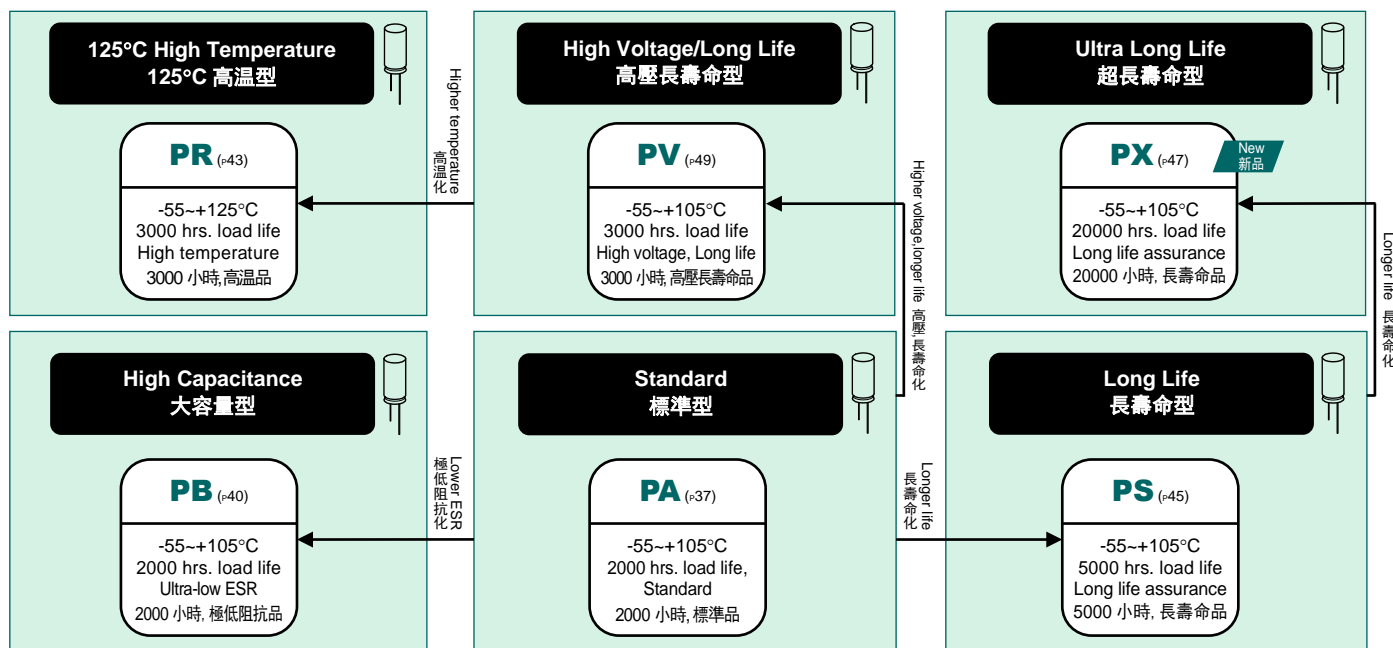 125°C High Temperature
125°C 高温型
PR (P43)
-55~+125°C
3000 hrs. load life
High temperature
3000 小時,高温品
Higher temperature
高温化
High Voltage/Long Life
高壓長壽命型
PV (P49)
-55~+105°C
3000 hrs. load life
High voltage, Long life
3000 小時,高壓長壽命品
Higher voltage,longer life 高壓,長壽命化
Ultra Long Life
超長壽命型
PX (P47)
New
新品
-55~+105°C
20000 hrs. load life
Long life assurance
20000 小時, 長壽命品
Longer life 長壽命化
High Capacitance
大容量型
PB (P40)
-55~+105°C
2000 hrs. load life
Ultra-low ESR
2000 小時, 極低阻抗品
Lower ESR
極低阻抗化
Standard
標準型
PA (P37)
-55~+105°C
2000 hrs. load life,
Standard
2000 小時, 標準品
Longer life
長壽命化
Long Life
長壽命型
PS (P45)
-55~+105°C
5000 hrs. load life
Long life assurance
5000 小時, 長壽命品